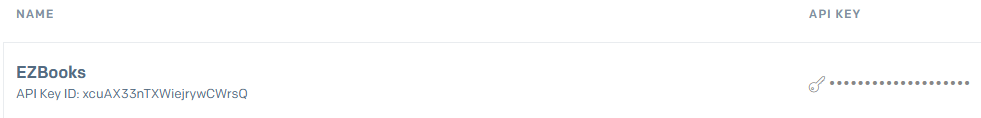 NAME API KEY
EZBooks
API Key ID: xcuAX33nTXWiejrywCWrsQ
••••••••••••••••••••